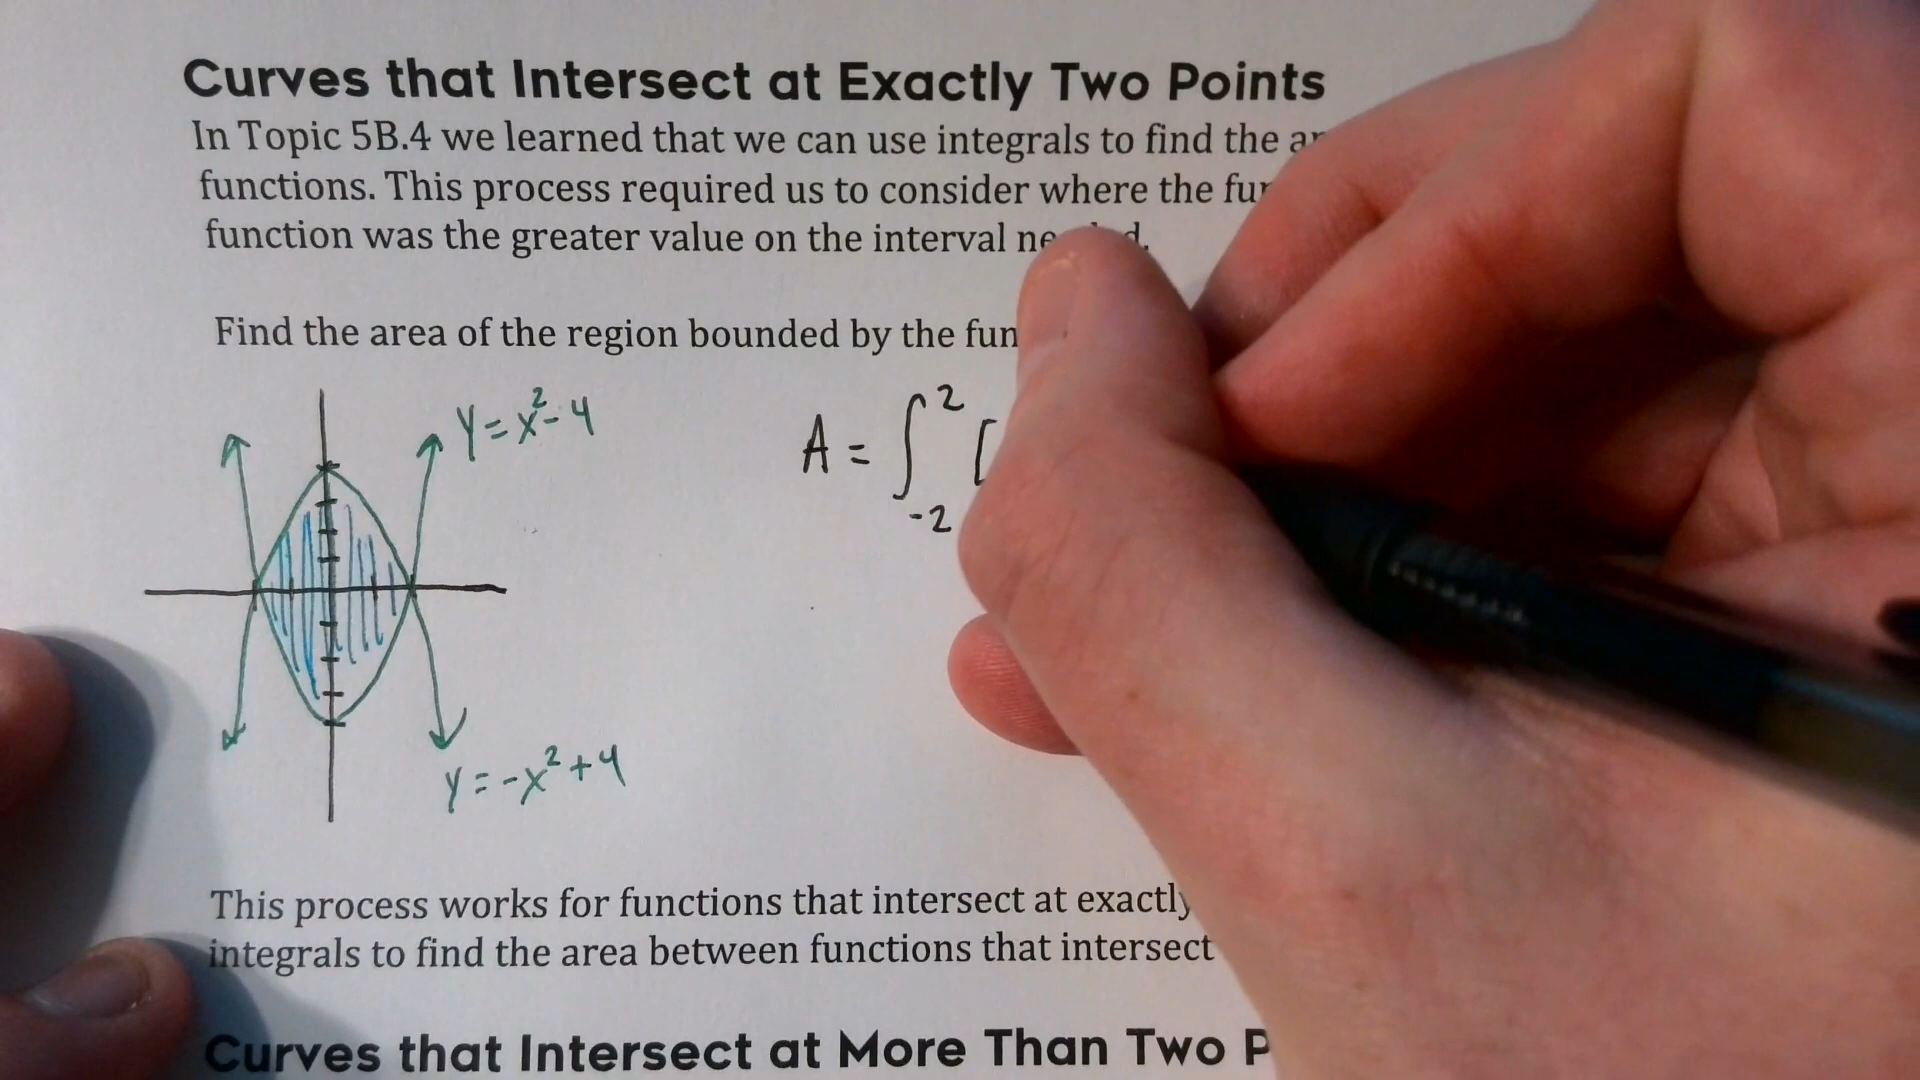 Curves that Intersect at Exactly Two Points
In Topic 5B.4 we learned that we can use integrals to find the
functions. This process required us to consider where the
function was the greater value on the interval
Find the area of the region bounded by the
y = x² - 4
A = ∫ 2 [
-2
y = -x² + 4
This process works for functions that intersect at exactly
integrals to find the area between functions that intersect
Curves that Intersect at More Than Two